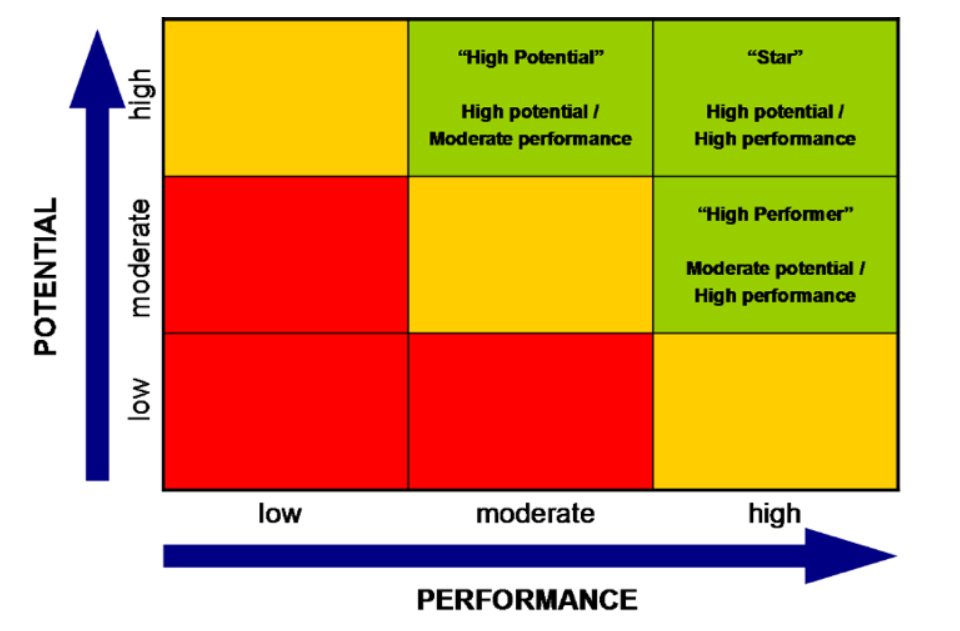 POTENTIAL
high
moderate
low
“High Potential”
High potential /
Moderate performance
“Star”
High potential /
High performance
“High Performer”
Moderate potential /
High performance
low
moderate
high
PERFORMANCE